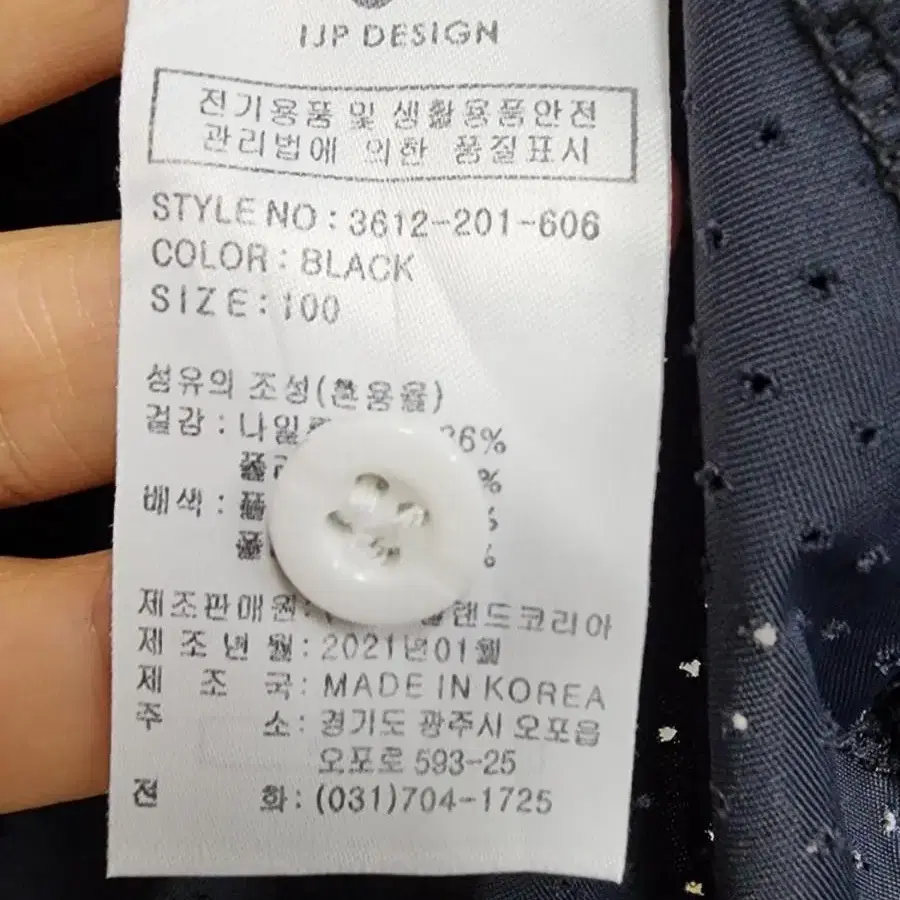 IJP DESIGN
전기용품 및 생활용품안전
관리법에 의한 품질표시
STYLE NO : 3612-201-606
COLOR : BLACK
SIZE : 100
섬유의 조성(혼용율)
겉감 :
%
배색 :
제조판매원:
제조년월: 2021년01월
제조국: MADE IN KOREA
주소: 경기도 광주시 오포읍
오포로 593-25
전화: (031)704-1725